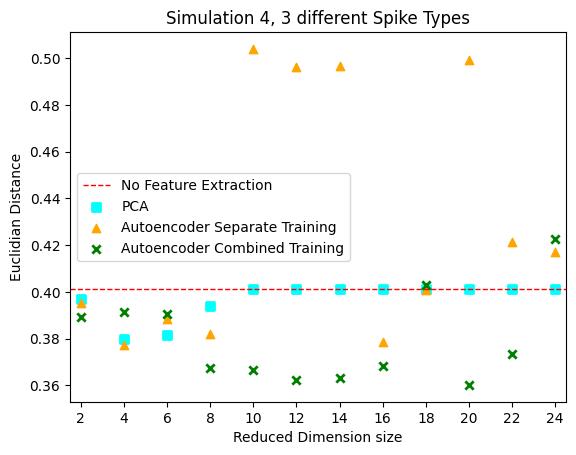 Simulation 4, 3 different Spike Types
Euclidian Distance
0.50
0.48
0.46
0.44
0.42
0.40
0.38
0.36
No Feature Extraction
PCA
Autoencoder Separate Training
Autoencoder Combined Training
2 4 6 8 10 12 14 16 18 20 22 24
Reduced Dimension size